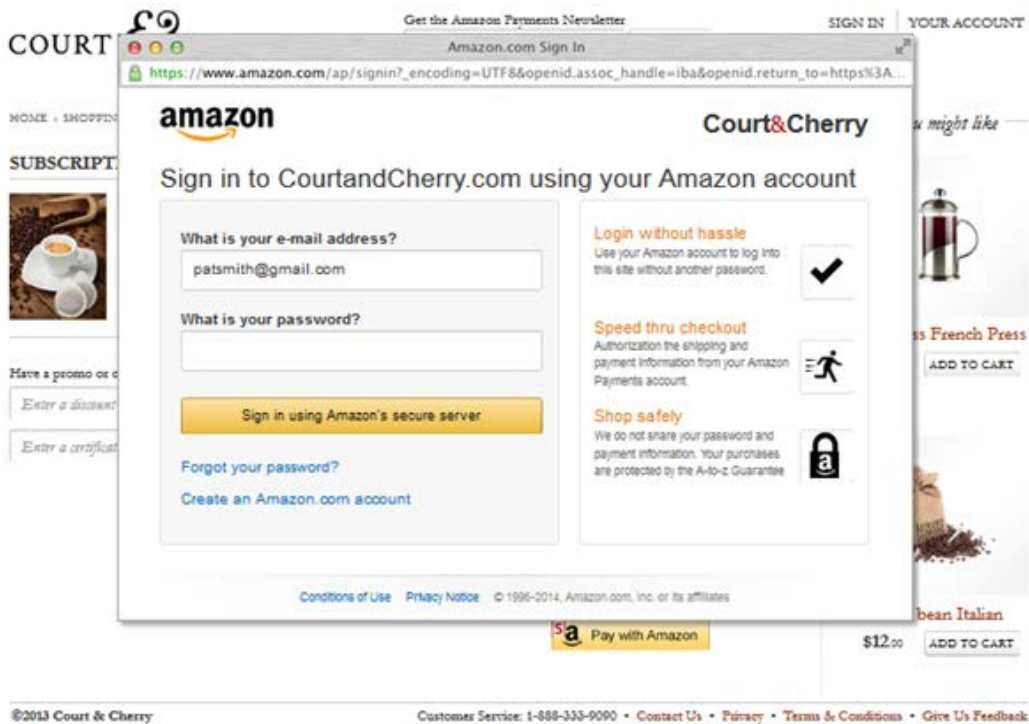 COURT
Get the Amazon Payments Newsletter
SIGN IN
YOUR ACCOUNT
Amazon.com Sign In
https://www.amazon.com/ap/signin?_encoding=UTF8&openid.assoc_handle=iba&openid.return_to=https%3A...
HOME > SHOPPIN
might like
amazon
Court&Cherry
SUBSCRIPT
Sign in to CourtandCherry.com using your Amazon account
What is your e-mail address?
patsmith@gmail.com
What is your password?
Sign in using Amazon's secure server
Forgot your password?
Create an Amazon.com account
Login without hassle
Use your Amazon account to log into
this site without another password.
Speed thru checkout
Authorization the shipping and
payment information from your Amazon
Payments account.
Shop safely
We do not share your password and
payment information. Your purchases
are protected by the A-to-z Guarantee
Have a promo or
Enter a discount
Enter a certificat
ss French Press
ADD TO CART
Conditions of Use Privacy Notice © 1996-2014, Amazon.com, Inc. or its affiliates
Pay with Amazon
bean Italian
$12.00 ADD TO CART
©2013 Court & Cherry
Customer Service: 1-888-333-9090 • Contact Us • Privacy • Terms & Conditions • Give Us Feedback